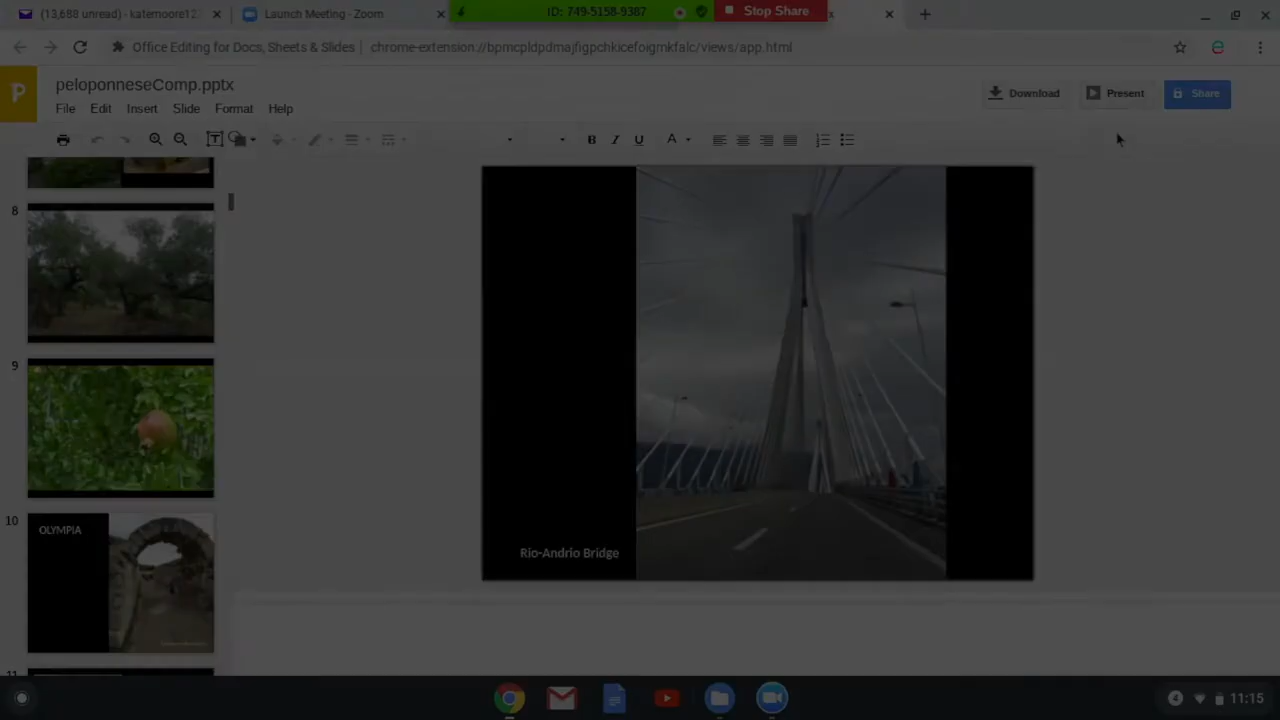 (13,688 unread) - katemoore12
Launch Meeting - Zoom
ID: 749-5158-9387
Stop Share
Office Editing for Docs, Sheets & Slides
chrome-extension://bpmcpldpdmajfigpchkicefoigmkfalc/views/app.html
P
peloponneseComp.pptx
File Edit Insert Slide Format Help
Download
Present
Share
B I U A
8
9
10
OLYMPIA
Rio-Andrio Bridge
4
11:15